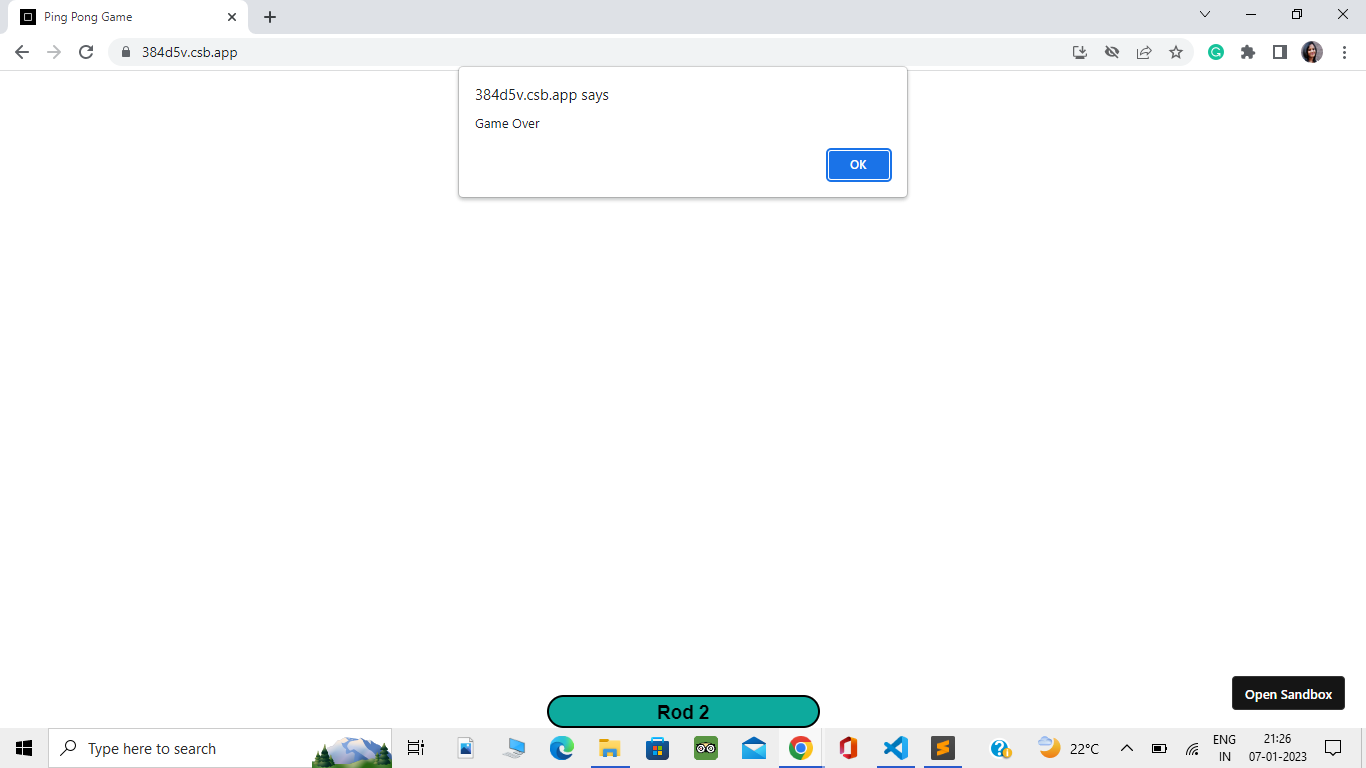 Ping Pong Game
384d5v.csb.app
384d5v.csb.app says
Game Over
OK
Open Sandbox
Rod 2
Type here to search
22°C
ENG
IN
21:26
07-01-2023